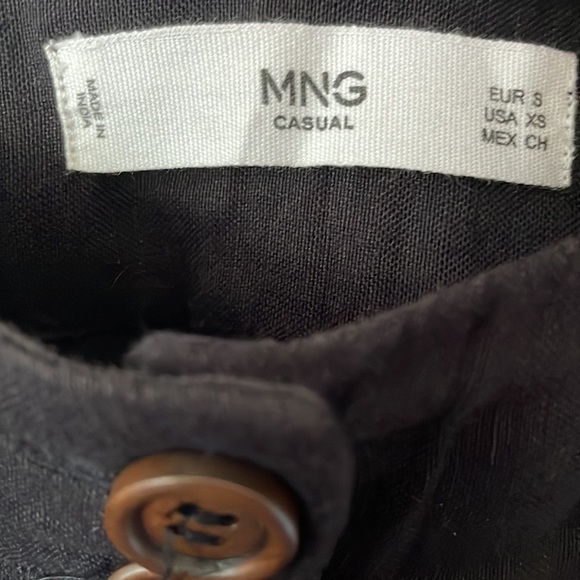 MADE IN
INDIA
MNG
CASUAL
EUR S
USA XS
MEX CH